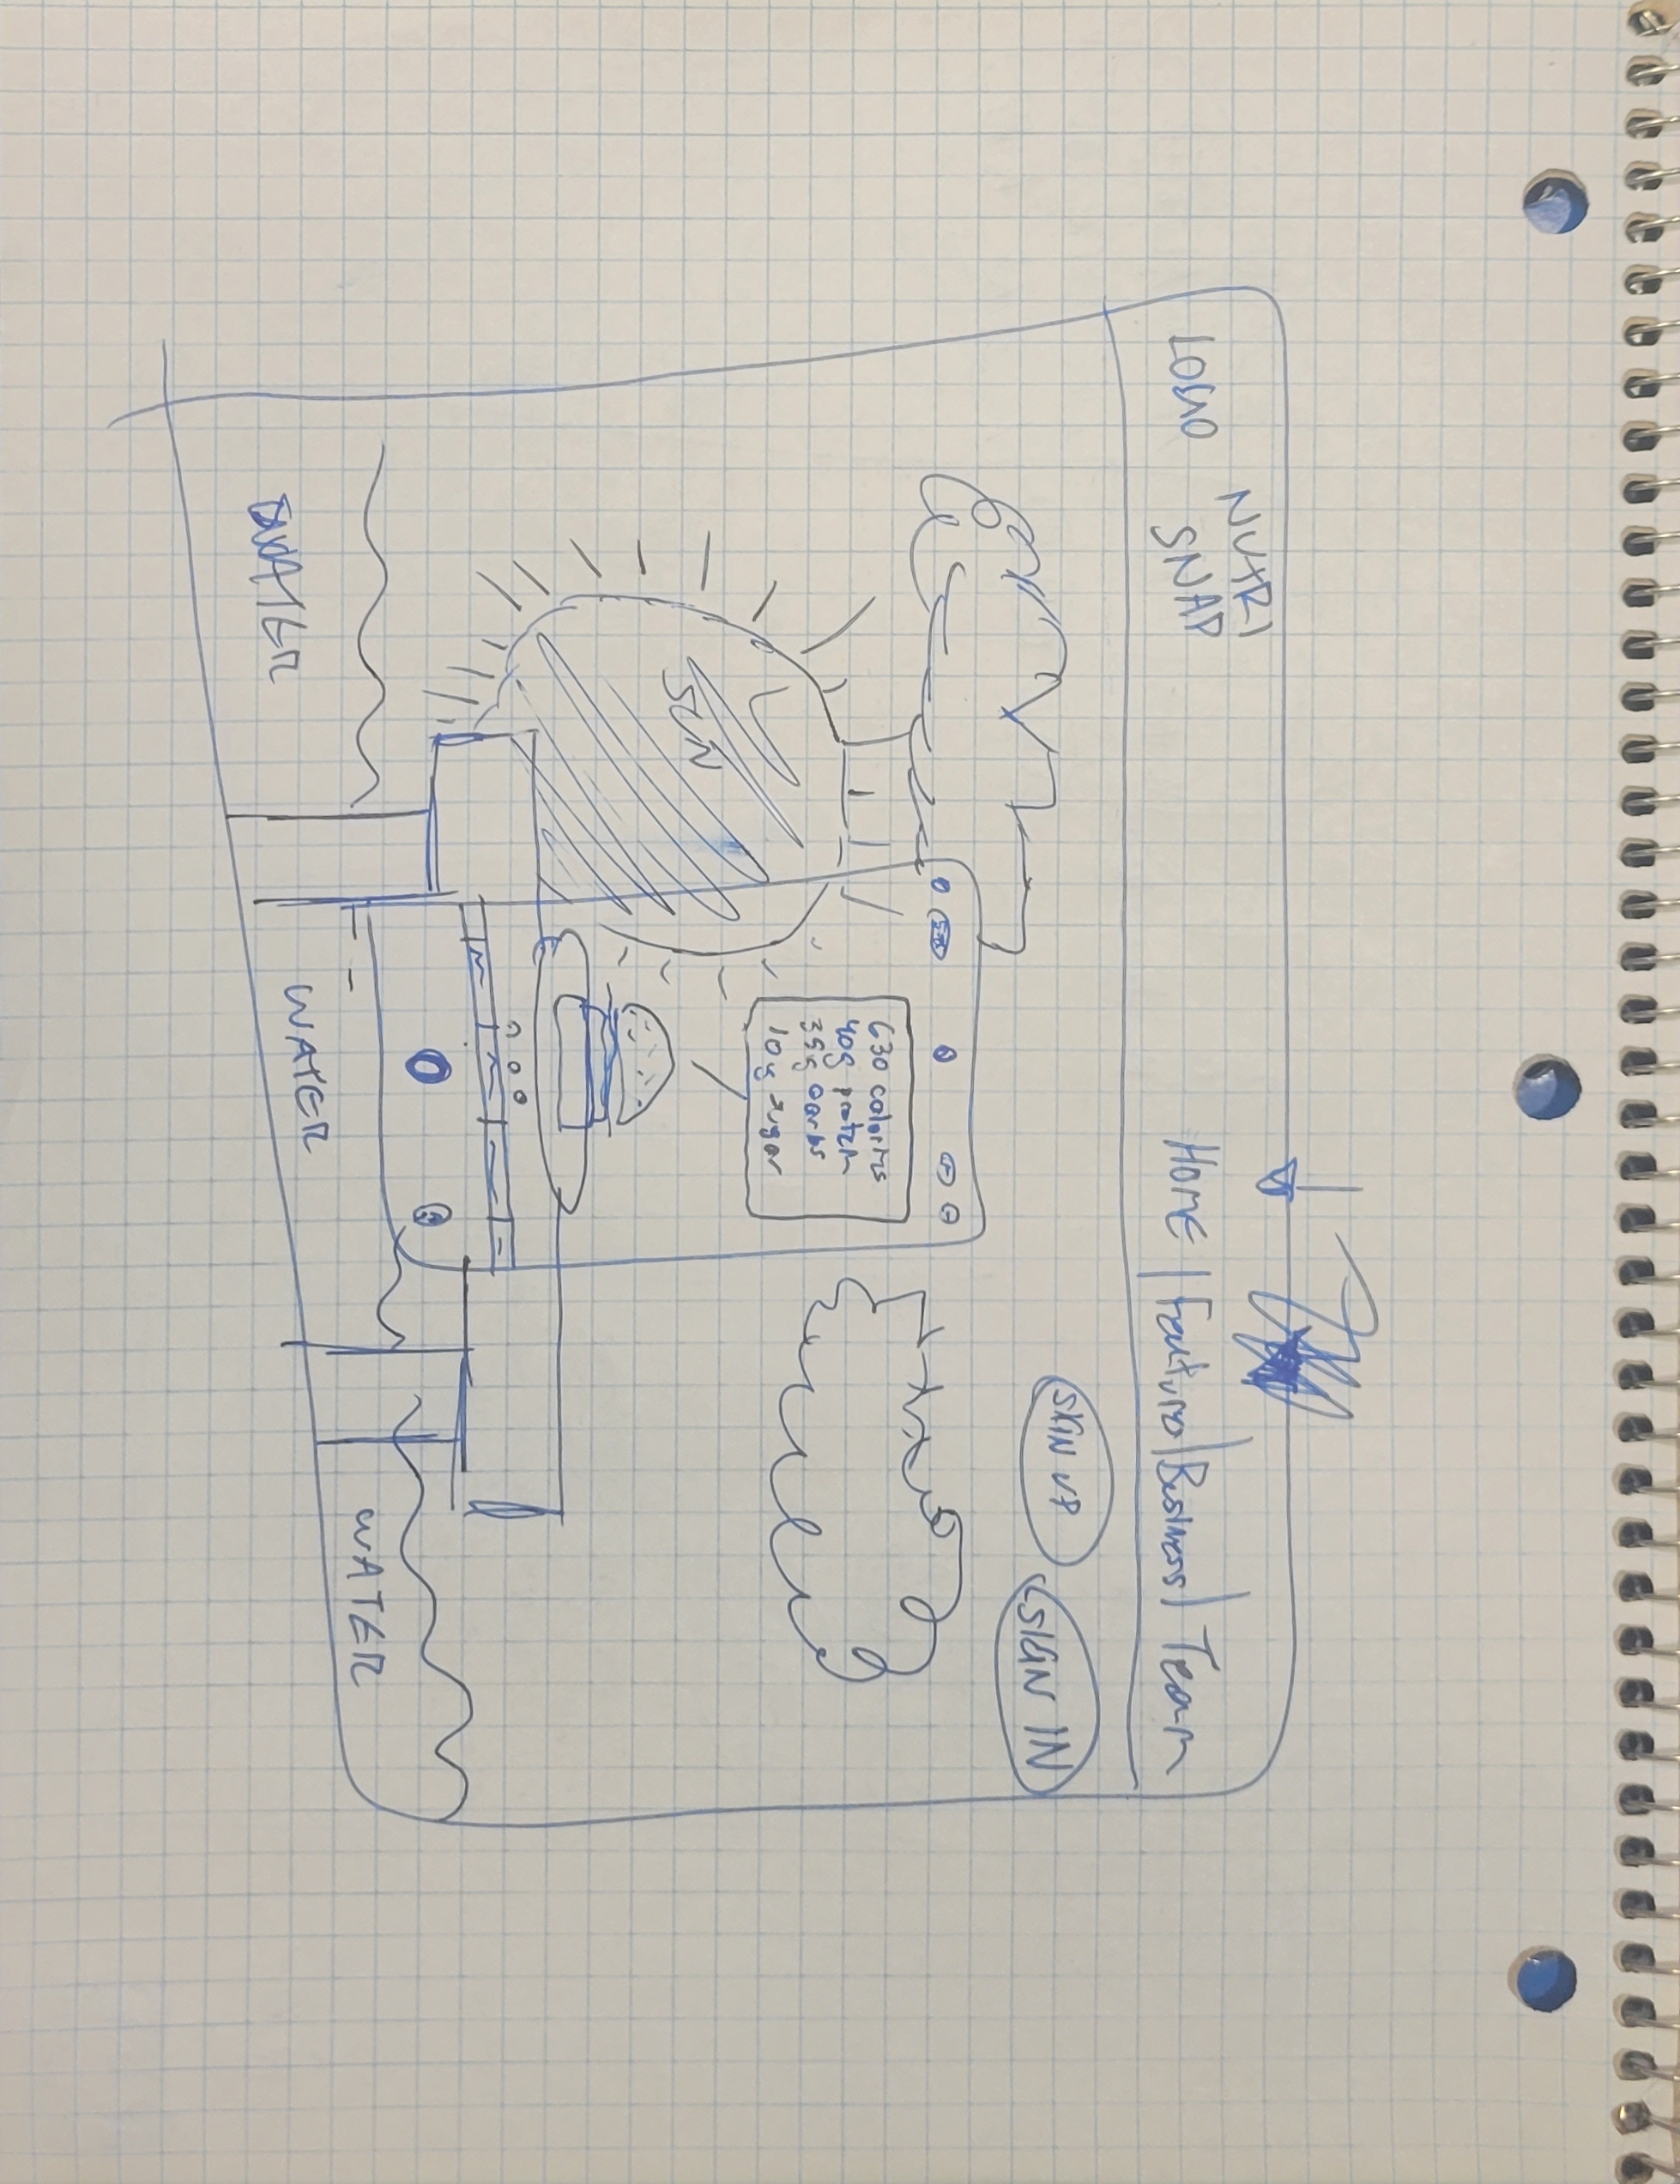 LOGO
NUTRI
SNAP
HOME | Features | Business | Team
SKIN UP
SIGN IN
630 calories
40g protein
35g carbs
10g sugar
SUN
WATER
WATER
WATER